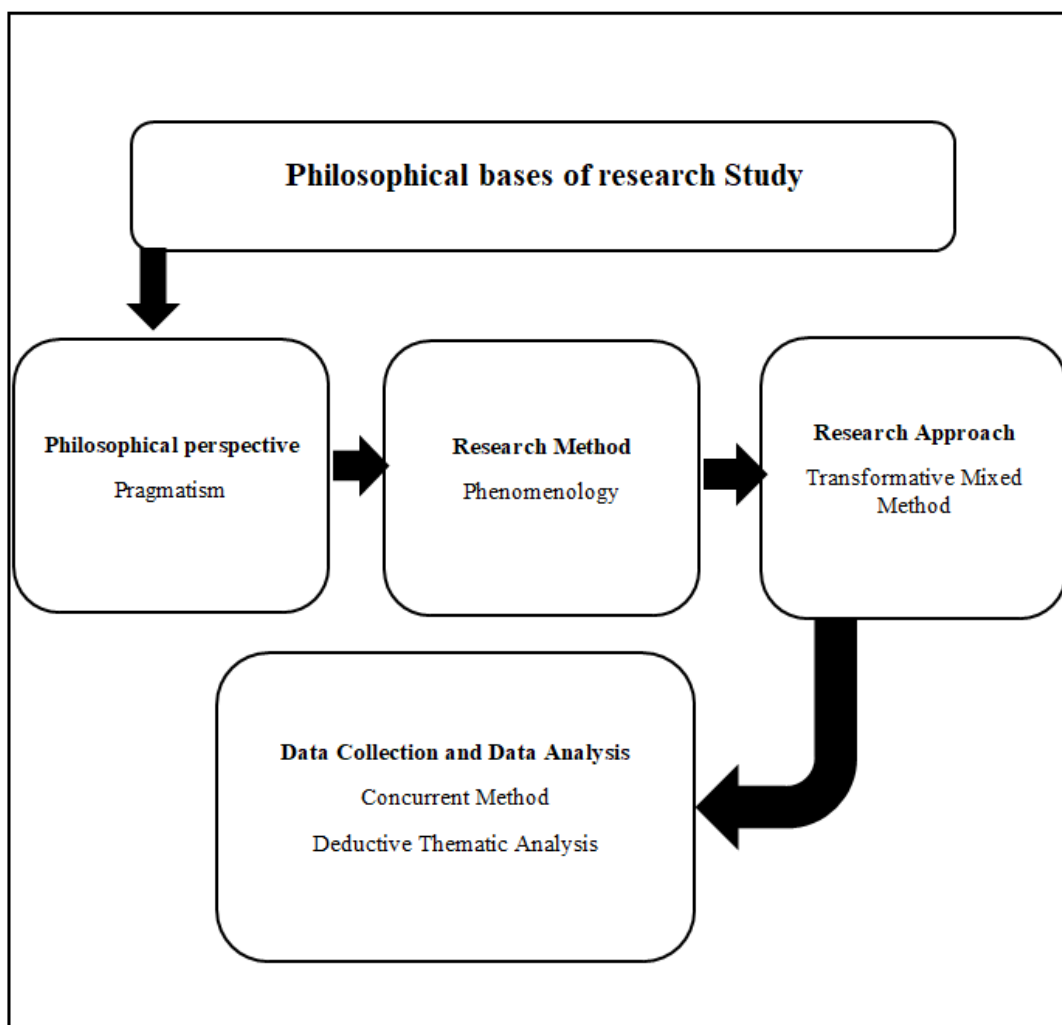 Philosophical bases of research Study
Philosophical perspective
Pragmatism
Research Method
Phenomenology
Research Approach
Transformative Mixed
Method
Data Collection and Data Analysis
Concurrent Method
Deductive Thematic Analysis